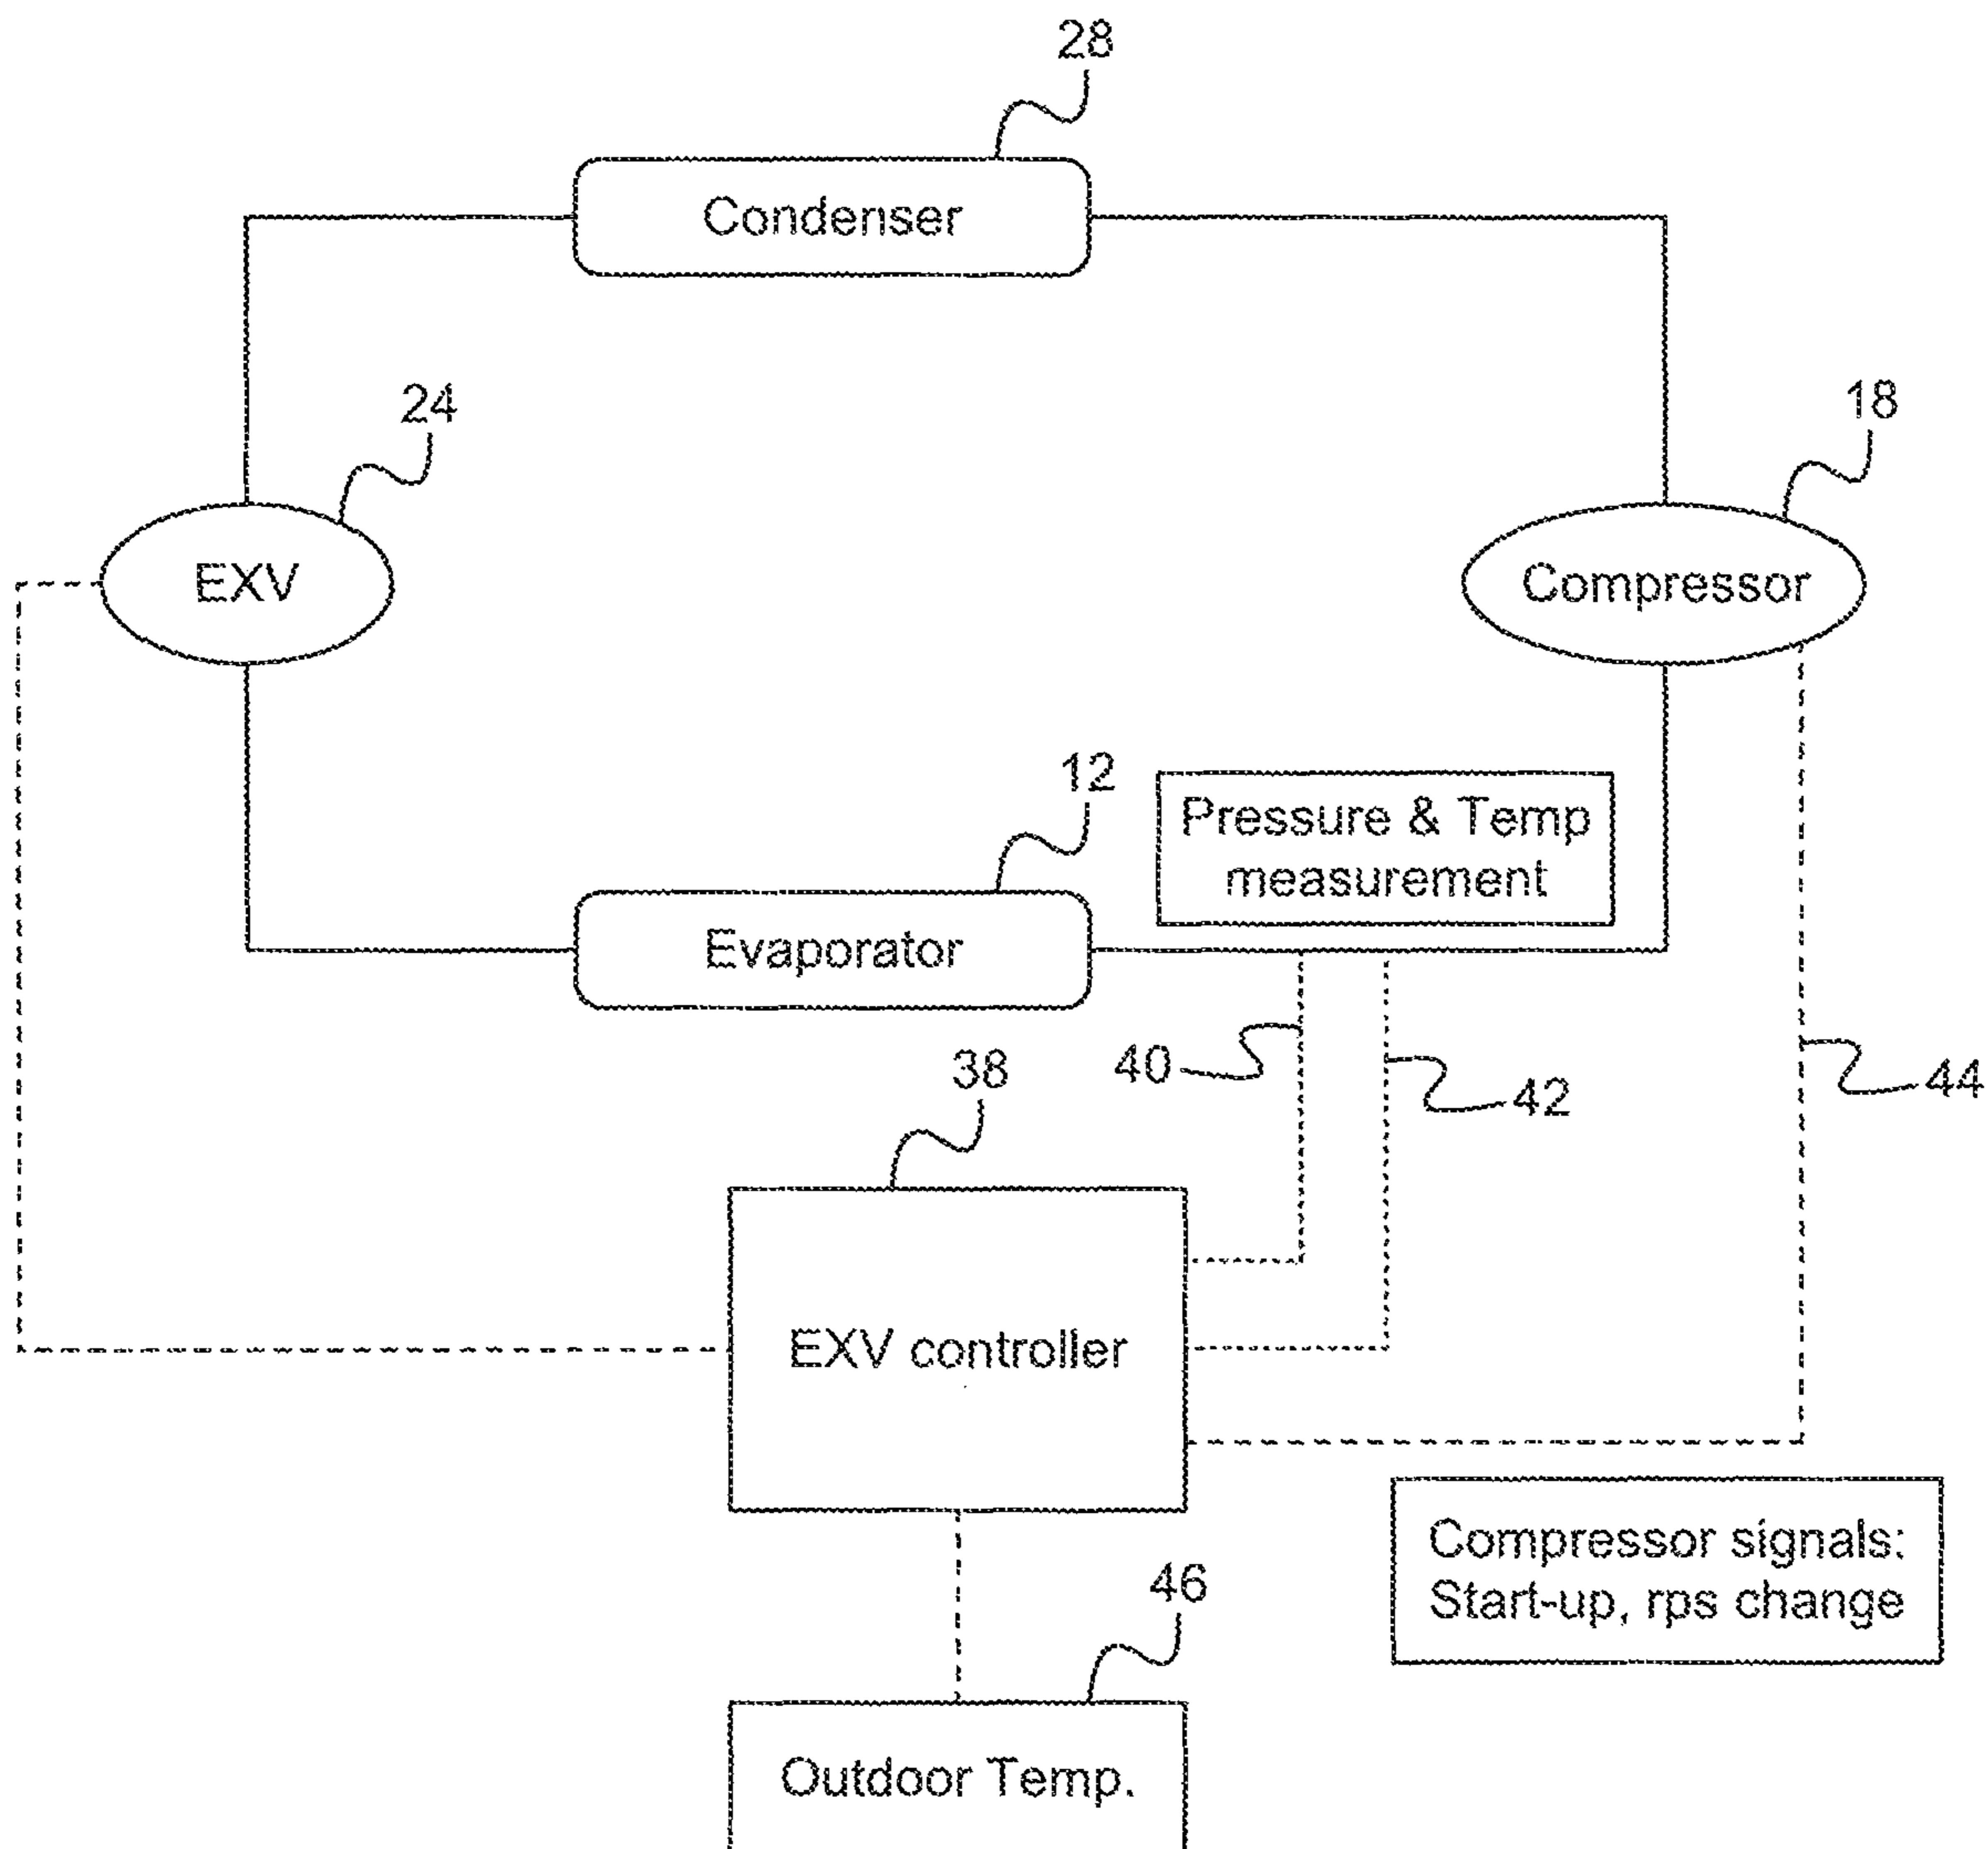 28
Condenser
24
18
EXV
Compressor
12
Pressure & Temp
measurement
Evaporator
40
42
44
38
EXV controller
Compressor signals:
Start-up, rps change
46
Outdoor Temp.